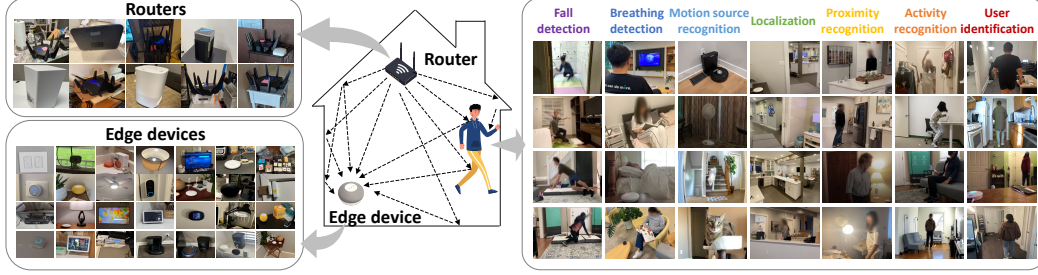 Routers
Edge devices
Router
Edge device
Fall
detection
Breathing
detection
Motion source
recognition
Localization
Proximity
recognition
Activity
recognition
User
identification